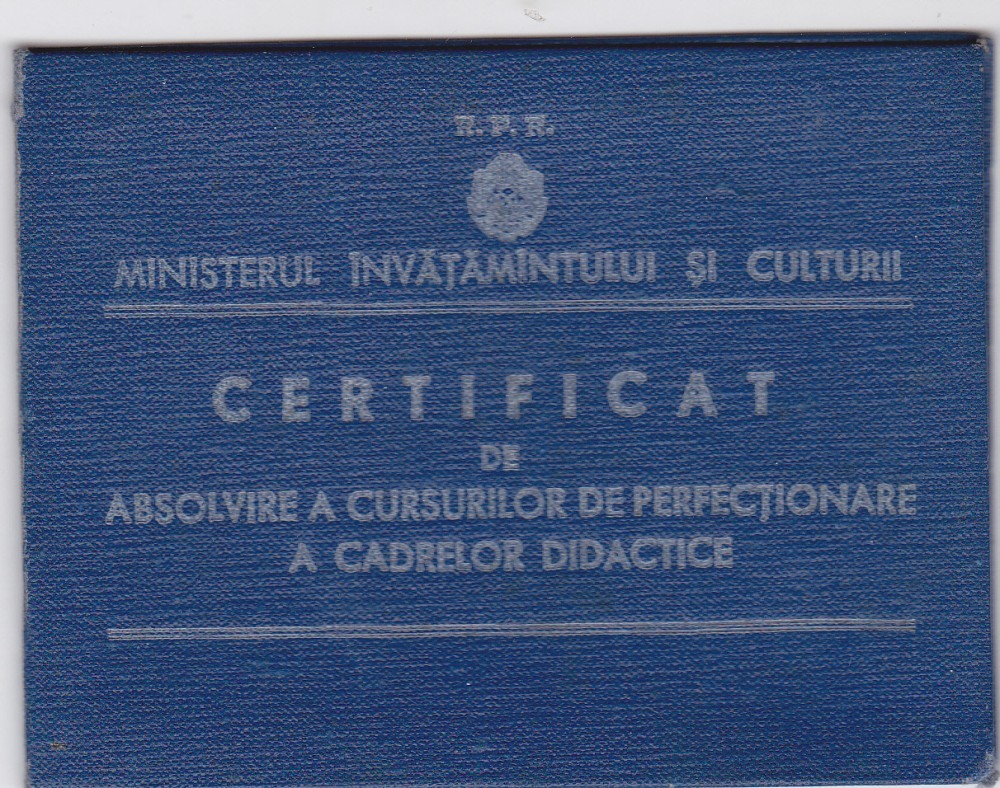 R. P. R.
MINISTERUL ÎNVĂȚĂMÎNTULUI ȘI CULTURII
CERTIFICAT
DE
ABSOLVIRE A CURSURILOR DE PERFECȚIONARE
A CADRELOR DIDACTICE